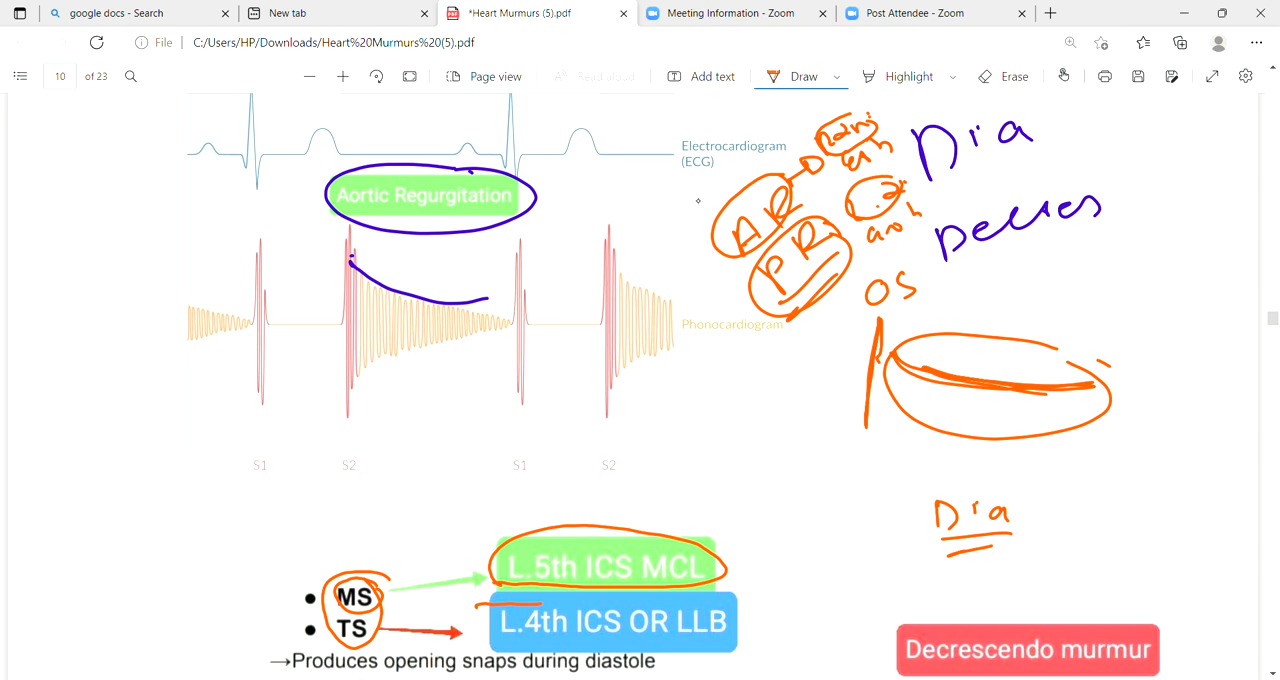 google docs - Search
New tab
*Heart Murmurs (5).pdf
Meeting Information - Zoom
Post Attendee - Zoom
File
C:/Users/HP/Downloads/Heart%20Murmurs%20(5).pdf
10 of 23
Page view
Read aloud
Add text
Draw
Highlight
Erase
Electrocardiogram
(ECG)
Aortic Regurgitation
AR
PR
Dia
OS
Phonocardiogram
S1 S2 S1 S2
Dia
L.5th ICS MCL
• MS
• TS
L.4th ICS OR LLB
→Produces opening snaps during diastole
Decrescendo murmur